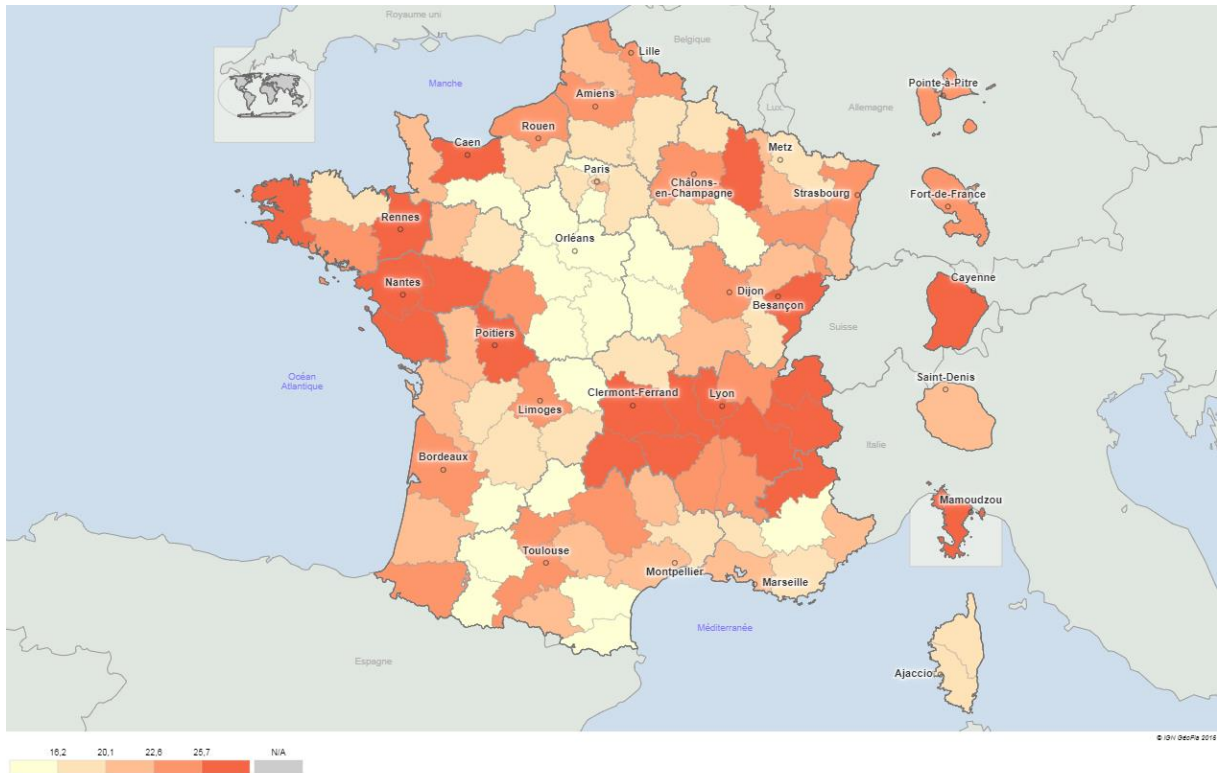 Royaume uni
Belgique
Lille
Manche
Pointe-à-Pitre
Amiens
Lux.
Allemagne
Rouen
Caen
Metz
Paris
Châlons-
en-Champagne
Strasbourg
Fort-de-France
Rennes
Orléans
Nantes
Dijon
Besançon
Cayenne
Suisse
Poitiers
Océan
Atlantique
Saint-Denis
Clermont-Ferrand
Lyon
Limoges
Italie
Bordeaux
Mamoudzou
Toulouse
Montpellier
Marseille
Méditerranée
Espagne
Ajaccio
© IGN GéoFla 2015
16,2 20,1 22,6 25,7 N/A